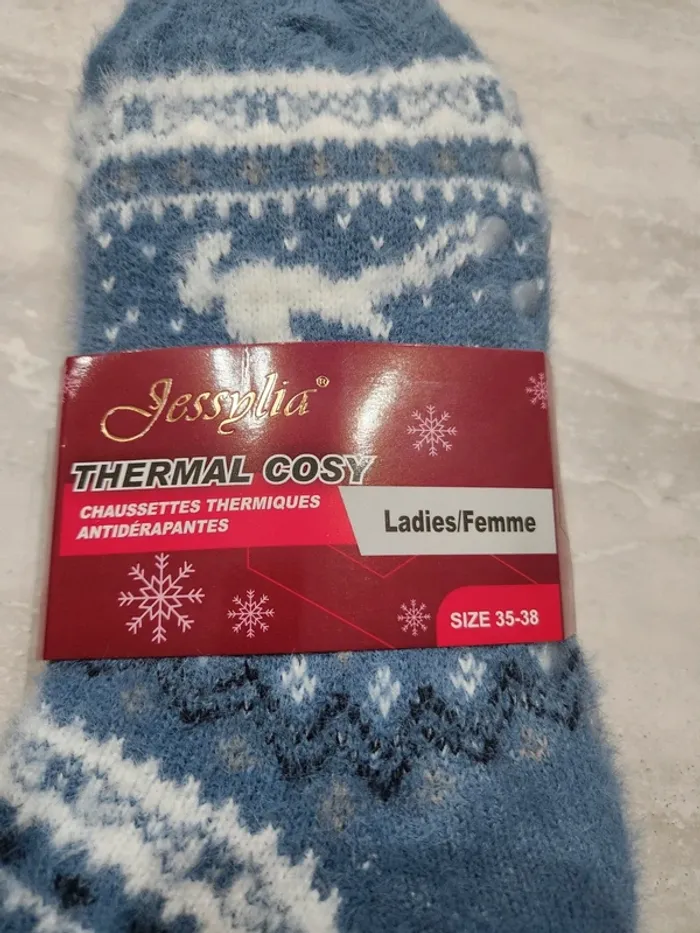 Jessylia®
THERMAL COSY
CHAUSSETTES THERMIQUES
ANTIDÉRAPANTES
Ladies/Femme
SIZE 35-38